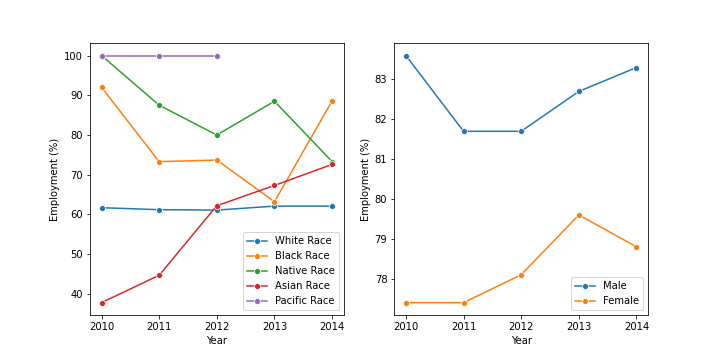 100
90
80
70
60
50
40
Employment (%)
2010 2011 2012 2013 2014
Year
White Race
Black Race
Native Race
Asian Race
Pacific Race
83
82
81
80
79
78
Employment (%)
2010 2011 2012 2013 2014
Year
Male
Female